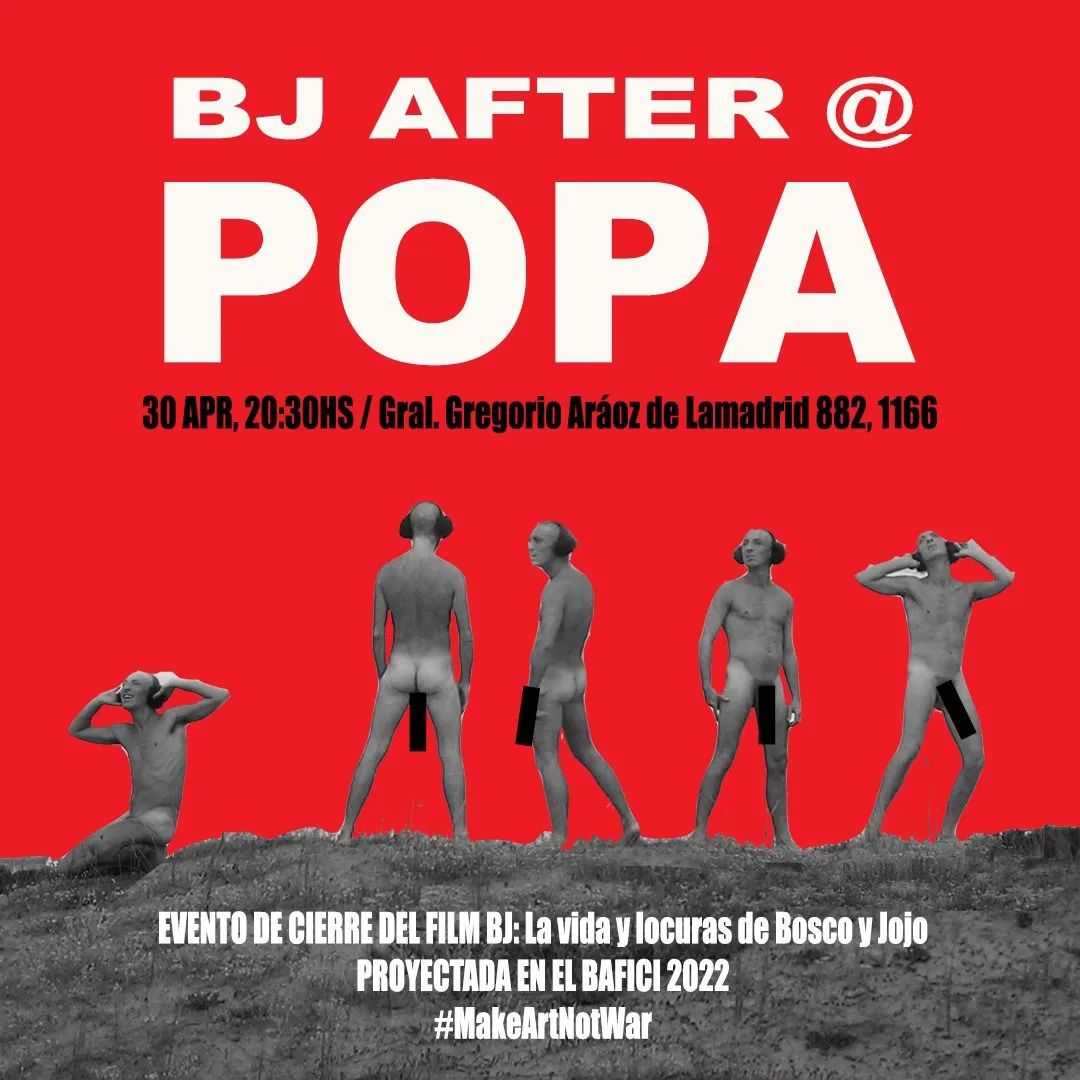 BJ AFTER @
POPA
30 APR, 20:30HS / Gral. Gregorio Aráoz de Lamadrid 882, 1166
EVENTO DE CIERRE DEL FILM BJ: La vida y locuras de Bosco y Jojo
PROYECTADA EN EL BAFICI 2022
#MakeArtNotWar